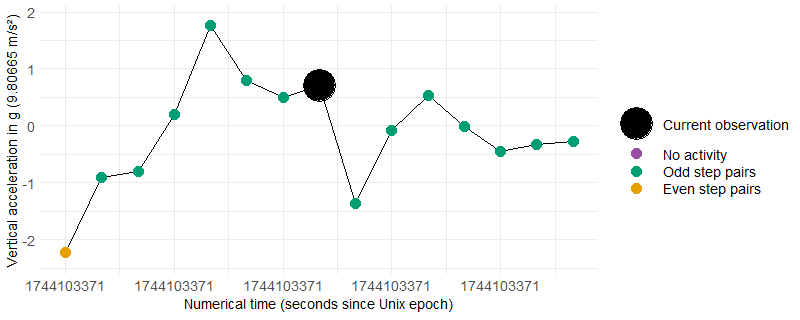 Vertical acceleration in g (9.80665 m/s²)
2
1
0
-1
-2
1744103371 1744103371 1744103371 1744103371 1744103371
Numerical time (seconds since Unix epoch)
Current observation
No activity
Odd step pairs
Even step pairs